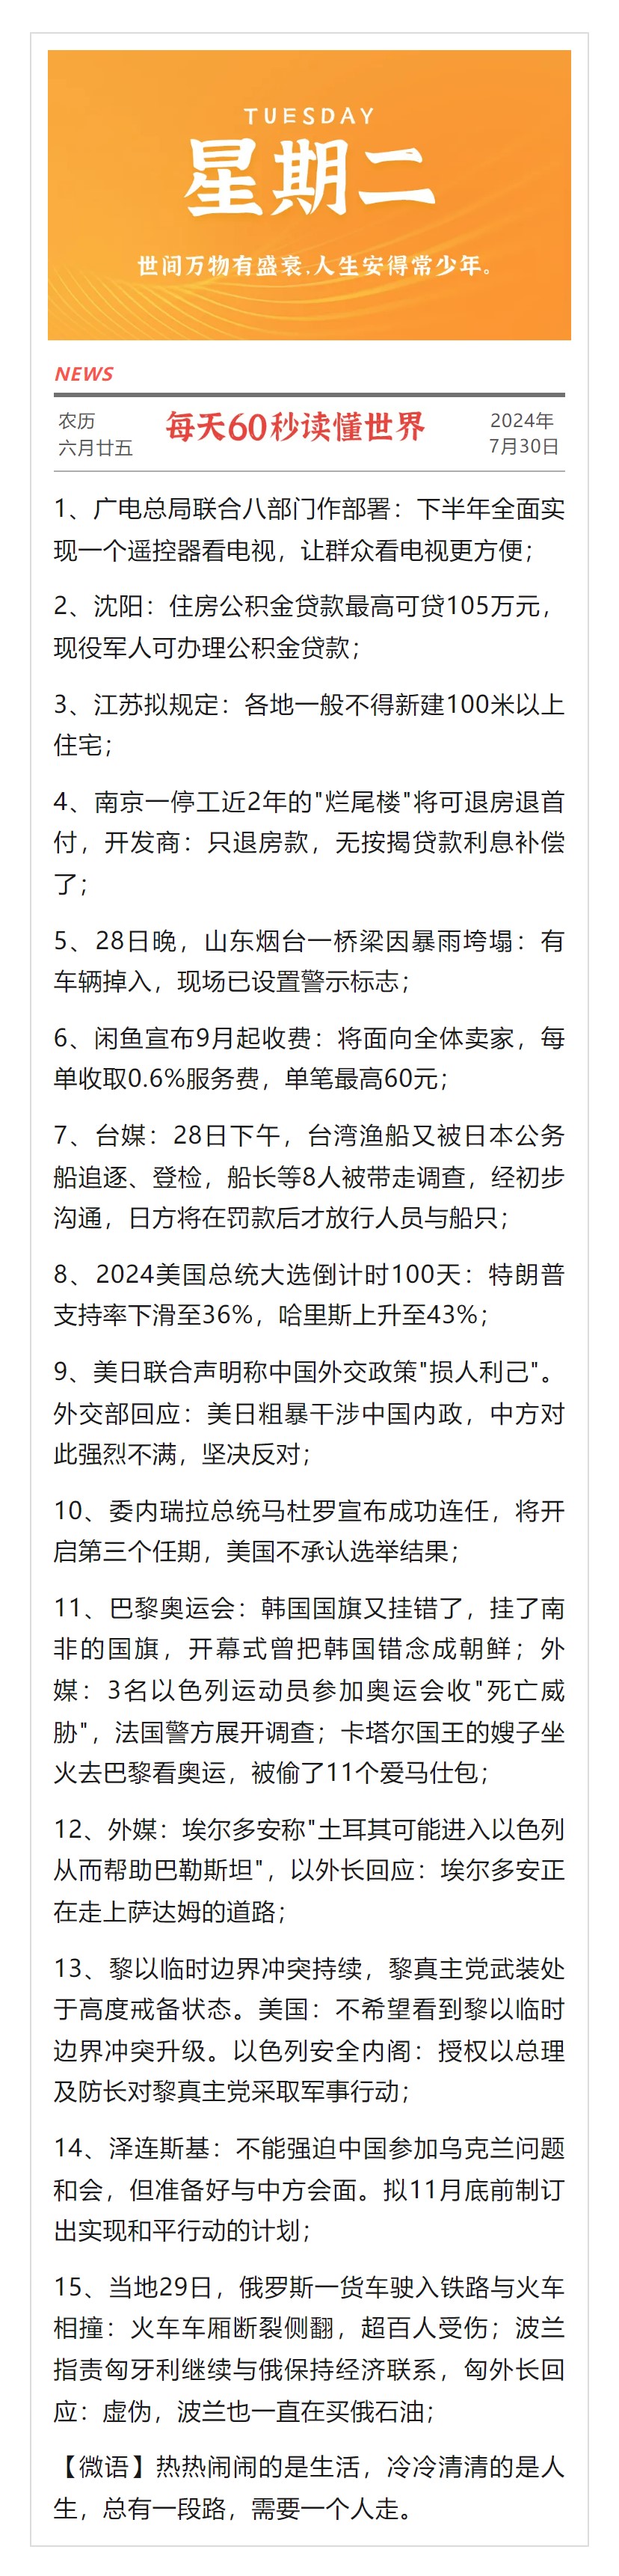 TUESDAY
星期二
世间万物有盛衰,人生安得常少年。
NEWS
农历
六月廿五
每天60秒读懂世界
2024年
7月30日
1、广电总局联合八部门作部署：下半年全面实
现一个遥控器看电视，让群众看电视更方便；
2、沈阳：住房公积金贷款最高可贷105万元，
现役军人可办理公积金贷款；
3、江苏拟规定：各地一般不得新建100米以上
住宅；
4、南京一停工近2年的"烂尾楼"将可退房退首
付，开发商：只退房款，无按揭贷款利息补偿
了；
5、28日晚，山东烟台一桥梁因暴雨垮塌：有
车辆掉入，现场已设置警示标志；
6、闲鱼宣布9月起收费：将面向全体卖家，每
单收取0.6%服务费，单笔最高60元；
7、台媒：28日下午，台湾渔船又被日本公务
船追逐、登检，船长等8人被带走调查，经初步
沟通，日方将在罚款后才放行人员与船只；
8、2024美国总统大选倒计时100天：特朗普
支持率下滑至36%，哈里斯上升至43%；
9、美日联合声明称中国外交政策"损人利己"。
外交部回应：美日粗暴干涉中国内政，中方对
此强烈不满，坚决反对；
10、委内瑞拉总统马杜罗宣布成功连任，将开
启第三个任期，美国不承认选举结果；
11、巴黎奥运会：韩国国旗又挂错了，挂了南
非的国旗，开幕式曾把韩国错念成朝鲜；外
媒：3名以色列运动员参加奥运会收"死亡威
胁"，法国警方展开调查；卡塔尔国王的嫂子坐
火去巴黎看奥运，被偷了11个爱马仕包；
12、外媒：埃尔多安称"土耳其可能进入以色列
从而帮助巴勒斯坦"，以外长回应：埃尔多安正
在走上萨达姆的道路；
13、黎以临时边界冲突持续，黎真主党武装处
于高度戒备状态。美国：不希望看到黎以临时
边界冲突升级。以色列安全内阁：授权以总理
及防长对黎真主党采取军事行动；
14、泽连斯基：不能强迫中国参加乌克兰问题
和会，但准备好与中方会面。拟11月底前制订
出实现和平行动的计划；
15、当地29日，俄罗斯一货车驶入铁路与火车
相撞：火车车厢断裂侧翻，超百人受伤；波兰
指责匈牙利继续与俄保持经济联系，匈外长回
应：虚伪，波兰也一直在买俄石油；
【微语】热热闹闹的是生活，冷冷清清的是人
生，总有一段路，需要一个人走。